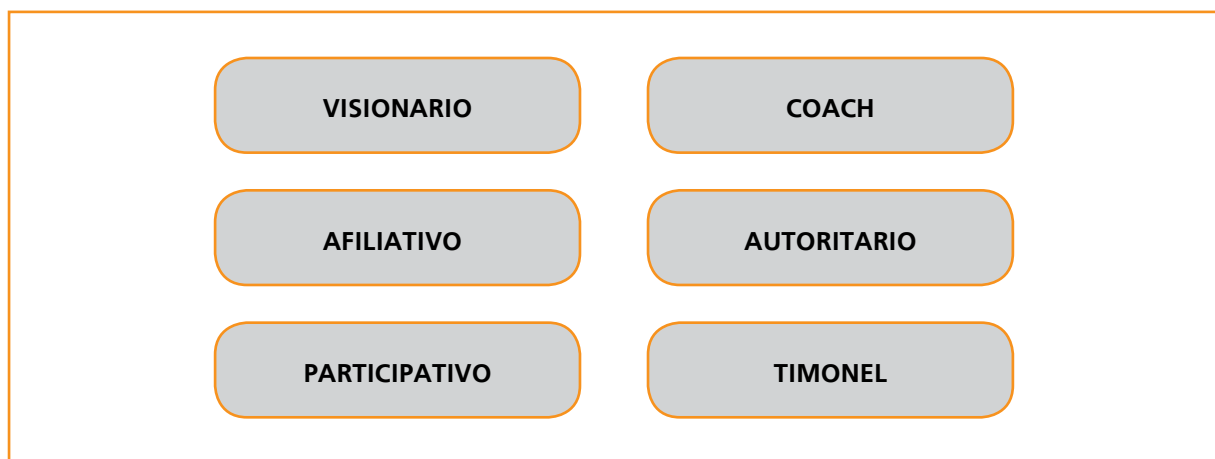 VISIONARIO
COACH
AFILIATIVO
AUTORITARIO
PARTICIPATIVO
TIMONEL